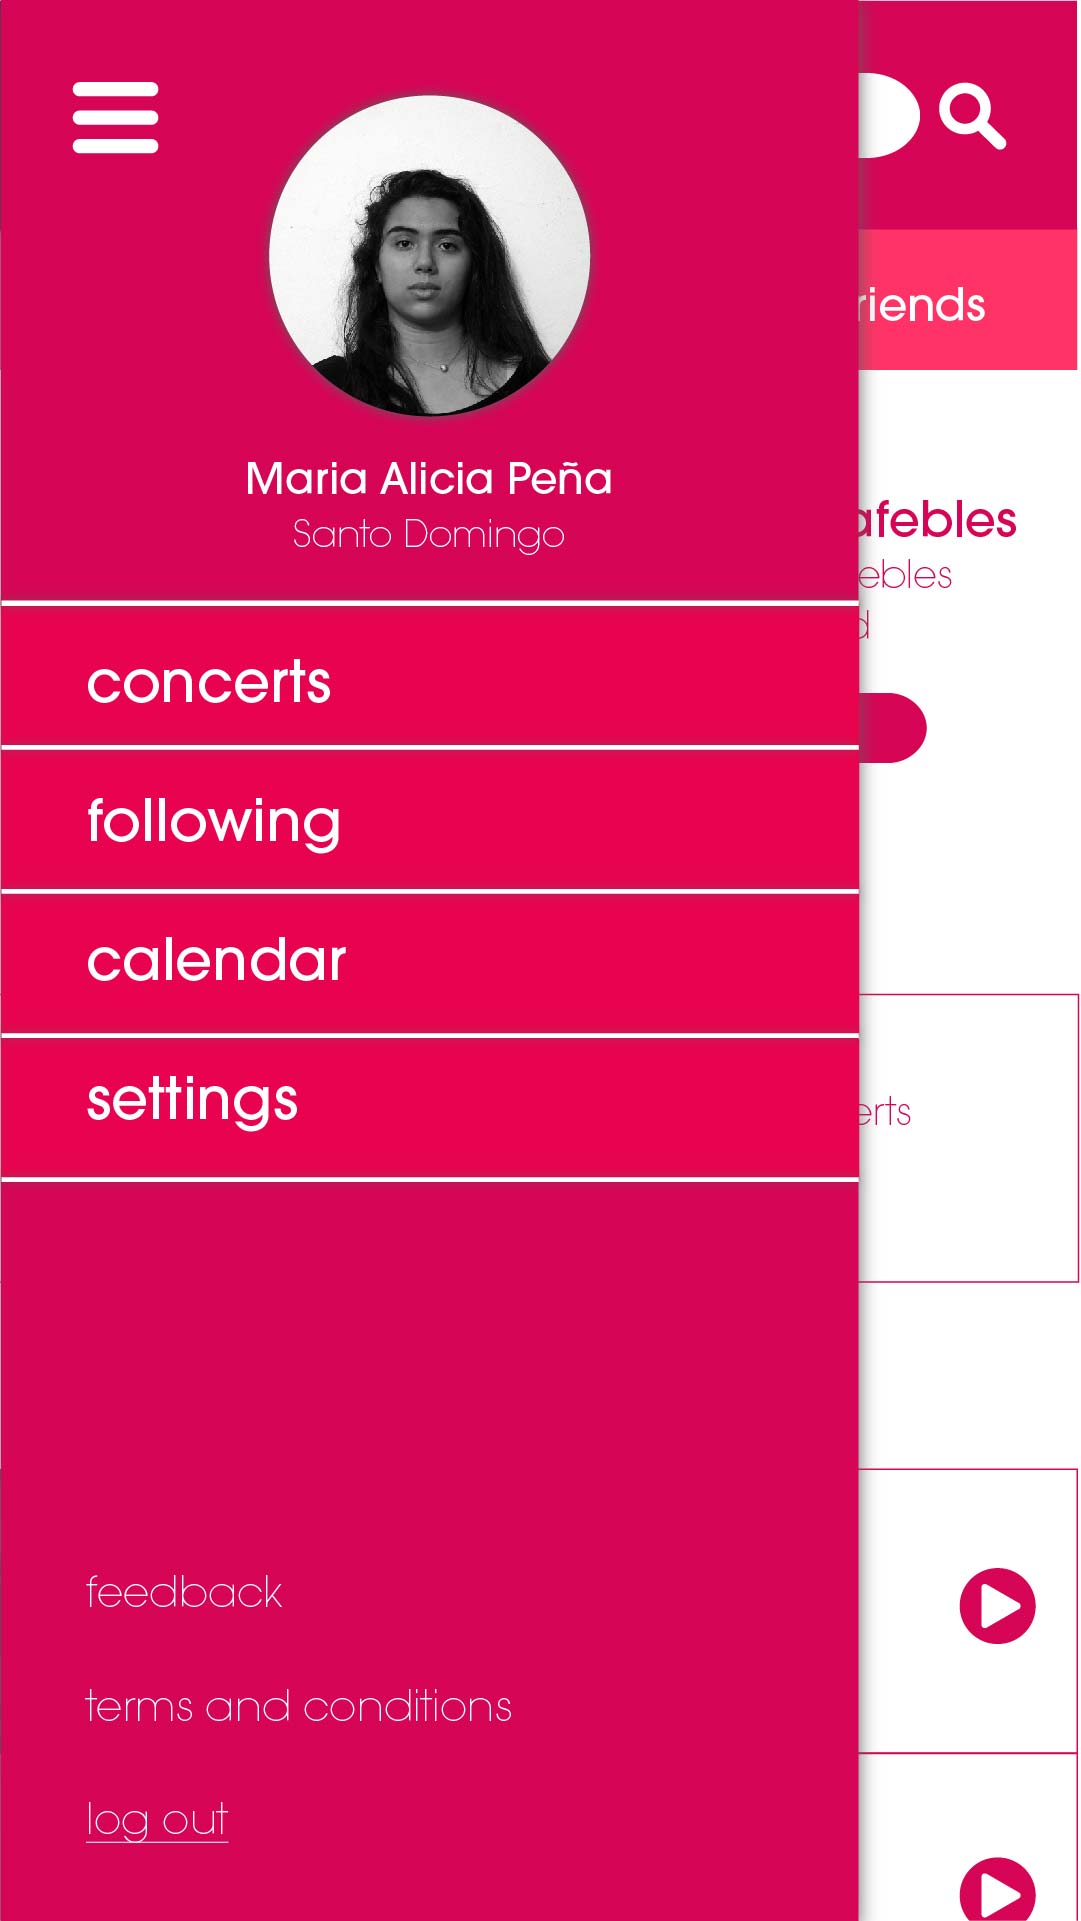 riends
Maria Alicia Peña
Santo Domingo
afebles
ebles
d
concerts
following
calendar
settings
erts
feedback
terms and conditions
log out